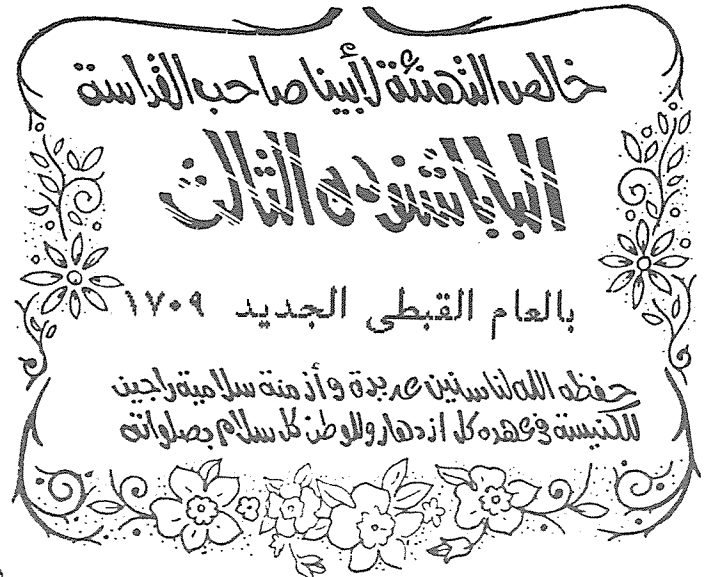 خالص التهنئة لأبينا صاحب القداسة
البابا شنوده الثالث
بالعام القبطى الجديد ١٧٠٩
حفظه الله لنا سنين عديدة وأزمنة سلامية راجين
للكنيسة فى عهده كل ازدهار وللوطن كل سلام بصلواته